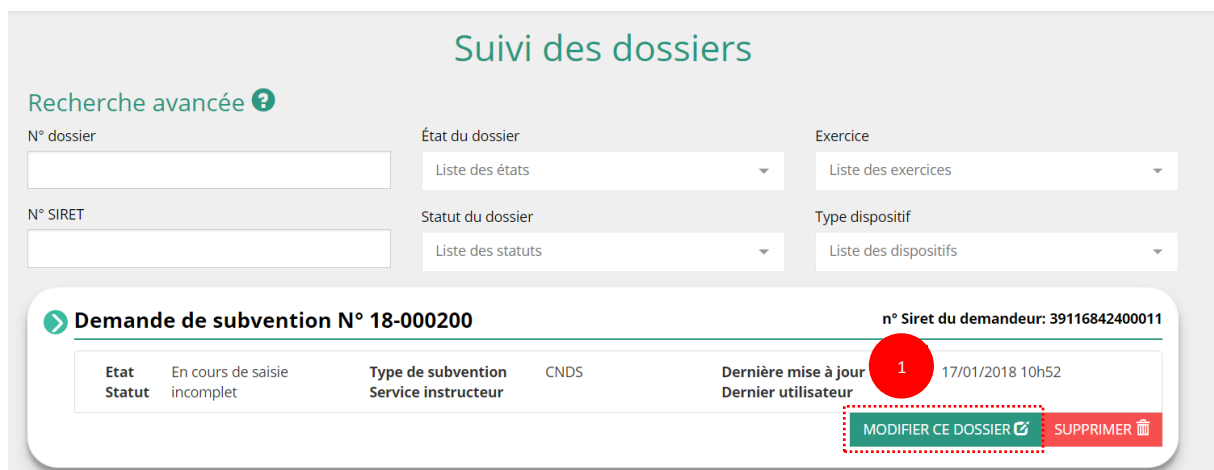 Suivi des dossiers
Recherche avancée ?
N° dossier
État du dossier
Exercice
Liste des états
Liste des exercices
N° SIRET
Statut du dossier
Type dispositif
Liste des statuts
Liste des dispositifs
Demande de subvention N° 18-000200
n° Siret du demandeur: 39116842400011
Etat En cours de saisie Type de subvention CNDS Dernière mise à jour 1 17/01/2018 10h52
Statut incomplet Service instructeur Dernier utilisateur
MODIFIER CE DOSSIER SUPPRIMER